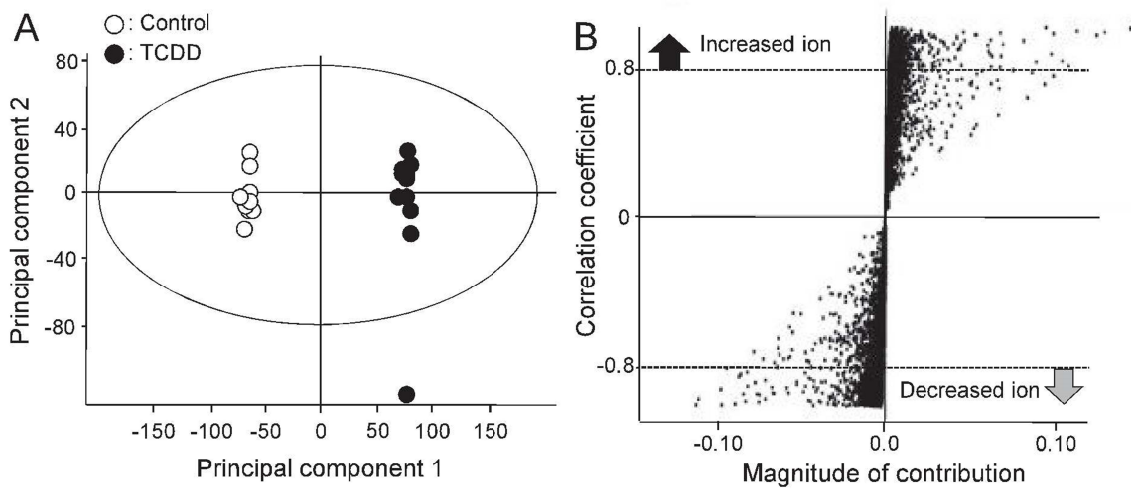 A
: Control
: TCDD
80
40
0
-40
-80
Principal component 2
-150
-100
-50
0
50
100
150
Principal component 1
B
Increased ion
0.8
0
-0.8
Correlation coefficient
Decreased ion
-0.10
0.0
0.10
Magnitude of contribution